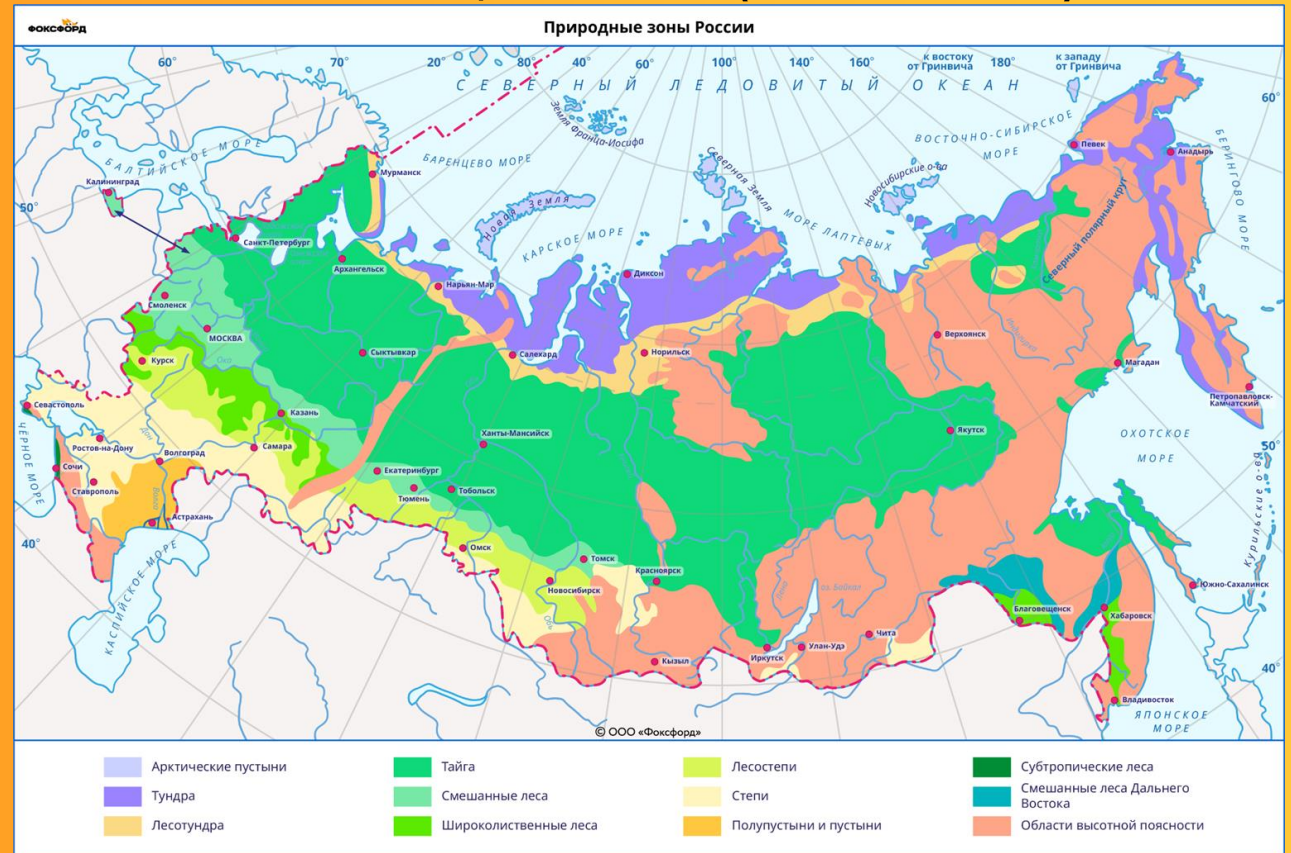 ФОКСФОРД
Природные зоны России
60°
70°
20°
80°
40°
60°
100°
140°
160°
к востоку
от Гринвича
180°
к западу
от Гринвича
60°
СЕВЕРНЫЙ ЛЕДОВИТЫЙ ОКЕАН
Земля Франца-Иосифа
ВОСТОЧНО-СИБИРСКОЕ
МОРЕ
Певек
Анадырь
БЕРИНГОВО МОРЕ
БАЛТИЙСКОЕ МОРЕ
БАРЕНЦЕВО МОРЕ
Мурманск
Северная Земля
Новосибирские о-ва
Калининград
50°
Новая Земля
КАРСКОЕ МОРЕ
МОРЕ ЛАПТЕВЫХ
Северный полярный круг
Санкт-Петербург
Архангельск
Нарьян-Мар
Диксон
Смоленск
МОСКВА
Верхоянск
Курск
Ока
Сыктывкар
Салехард
Норильск
Магадан
Петропавловск-
Камчатский
Севастополь
Казань
ЧЕРНОЕ МОРЕ
Дон
Ростов-на-Дону
Волгоград
Самара
Ханты-Мансийск
Якутск
ОХОТСКОЕ
МОРЕ
50°
Сочи
Ставрополь
Екатеринбург
Тюмень
Тобольск
Курильские о-ва
Волга
Астрахань
40°
КАСПИЙСКОЕ МОРЕ
Омск
Томск
Красноярск
Новосибирск
Обь
оз. Байкал
Южно-Сахалинск
Благовещенск
Хабаровск
Кызыл
Иркутск
Улан-Удэ
Чита
40°
Владивосток
ЯПОНСКОЕ
МОРЕ
© ООО «Фоксфорд»
Арктические пустыни
Тундра
Лесотундра
Тайга
Смешанные леса
Широколиственные леса
Лесостепи
Степи
Полупустыни и пустыни
Субтропические леса
Смешанные леса Дальнего
Востока
Области высотной поясности